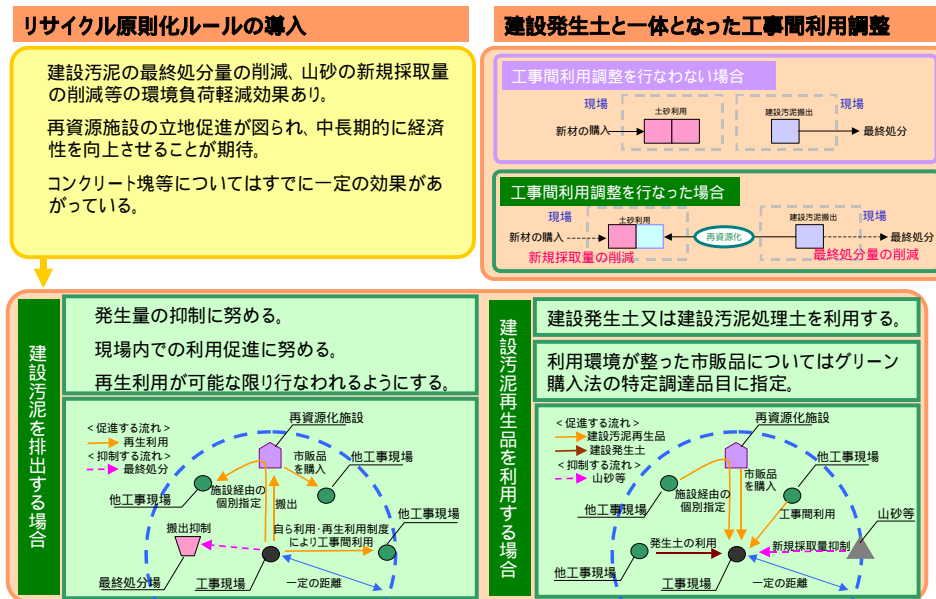 リサイクル原則化ルールの導入
建設汚泥の最終処分量の削減、山砂の新規採取量
の削減等の環境負荷軽減効果あり。
再資源施設の立地促進が図られ、中長期的に経済
性を向上させることが期待。
コンクリート塊等についてはすでに一定の効果があ
がっている。
建設発生土と一体となった工事間利用調整
工事間利用調整を行なわない場合
現場
土砂利用
建設汚泥搬出
現場
新材の購入
最終処分
工事間利用調整を行なった場合
現場
土砂利用
建設汚泥搬出
現場
新材の購入
再資源化
最終処分
新規採取量の削減
最終処分量の削減
建設汚泥を排出する場合
発生量の抑制に努める。
現場内での利用促進に努める。
再生利用が可能な限り行なわれるようにする。
<促進する流れ>
再生利用
<抑制する流れ>
最終処分
再資源化施設
市販品
を購入
他工事現場
施設経由の
個別指定
他工事現場
搬出
搬出抑制
自ら利用・再生利用制度
により工事間利用
他工事現場
最終処分場
工事現場
一定の距離
建設汚泥再生品を利用する場合
建設発生土又は建設汚泥処理土を利用する。
利用環境が整った市販品についてはグリーン
購入法の特定調達品目に指定。
<促進する流れ>
建設汚泥再生品
建設発生土
<抑制する流れ>
山砂等
再資源化施設
市販品
を購入
他工事現場
施設経由の
個別指定
他工事現場
工事間利用
山砂等
発生土の利用
新規採取量抑制
他工事現場
工事現場
一定の距離